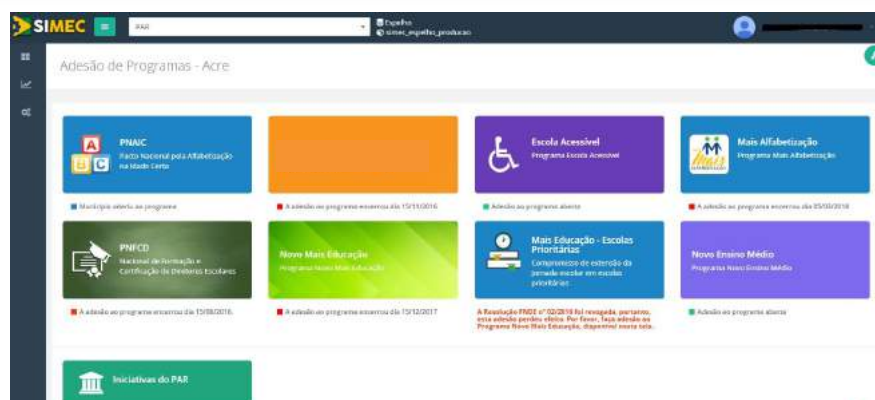 SIMEC
PAR
Espelho
simec_espelho_producao
Adesão de Programas - Acre
PNAIC
Pacto Nacional pela Alfabetização
na Idade Certa
Município aderiu ao programa
A adesão ao programa encerrou dia 15/11/2016
Escola Acessível
Programa Escola Acessível
Adesão ao programa aberta
Mais Alfabetização
Programa Mais Alfabetização
A adesão ao programa encerrou dia 05/03/2018
PNFCD
Nacional de Formação e
Certificação de Diretores Escolares
A adesão ao programa encerrou dia 15/08/2016.
Novo Mais Educação
Programa Novo Mais Educação
A adesão ao programa encerrou dia 15/12/2017
Mais Educação - Escolas
Prioritárias
Compromisso de extensão da
jornada escolar em escolas
prioritárias
A Resolução FNDE nº 02/2016 foi revogada, portanto,
esta adesão perdeu efeito. Por favor, faça adesão ao
Programa Novo Mais Educação, disponível nesta tela.
Novo Ensino Médio
Programa Novo Ensino Médio
Adesão ao programa aberta
Iniciativas do PAR